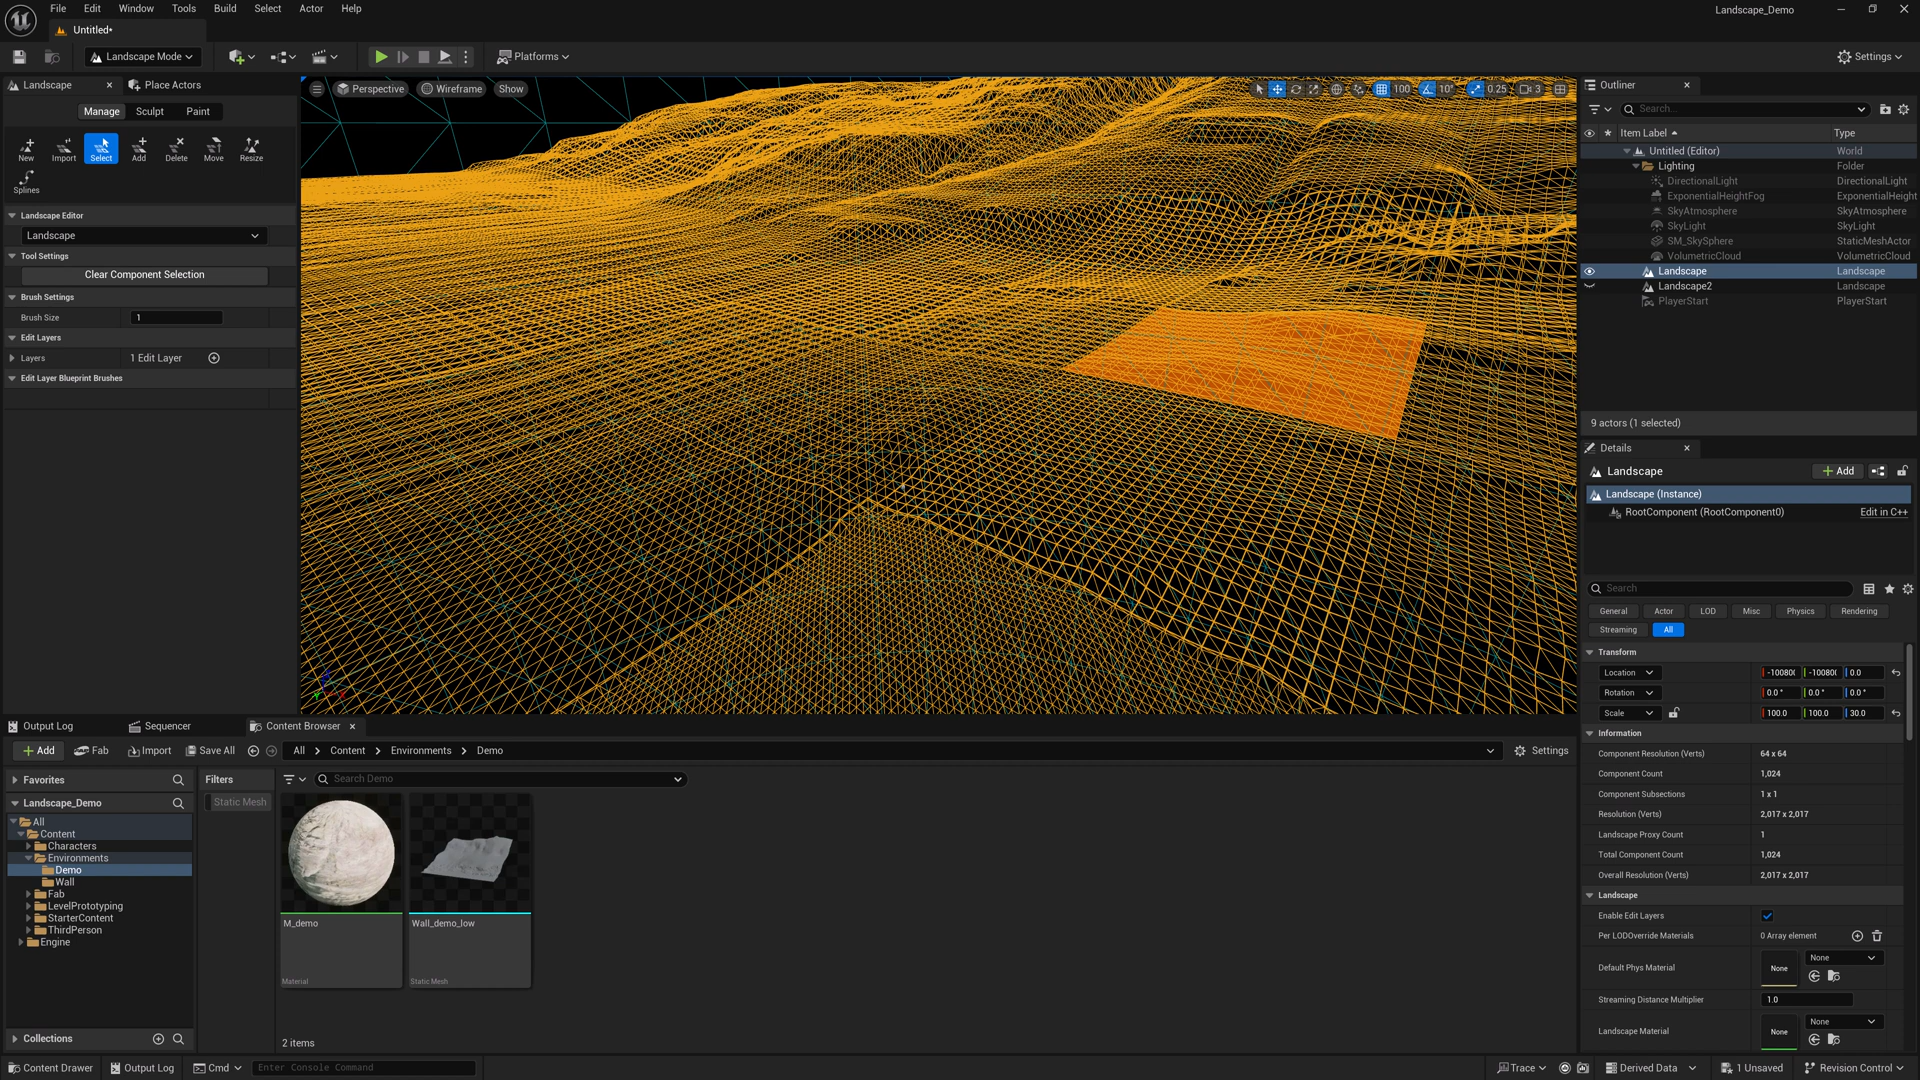 File Edit Window Tools Build Select Actor Help
Landscape_Demo
Untitled*
Landscape Mode
Platforms
Settings
Landscape
Place Actors
Manage Sculpt Paint
New Import Select Add Delete Move Resize
Splines
Landscape Editor
Landscape
Tool Settings
Clear Component Selection
Brush Settings
Brush Size 1
Edit Layers
Layers 1 Edit Layer
Edit Layer Blueprint Brushes
Perspective Wireframe Show
100 10° 0.25 3
Outliner
Search...
Item Label Type
Untitled (Editor) World
Lighting Folder
DirectionalLight DirectionalLight
ExponentialHeightFog ExponentialHeight
SkyAtmosphere SkyAtmosphere
SkyLight SkyLight
SM_SkySphere StaticMeshActor
VolumetricCloud VolumetricCloud
Landscape Landscape
Landscape2 Landscape
PlayerStart PlayerStart
9 actors (1 selected)
Details
Landscape
Add
Landscape (Instance)
RootComponent (RootComponent0) Edit in C++
Search
General Actor LOD Misc Physics Rendering
Streaming All
Transform
Location -10080( -10080( 0.0
Rotation 0.0 ° 0.0 ° 0.0 °
Scale 100.0 100.0 30.0
Information
Component Resolution (Verts) 64 x 64
Component Count 1,024
Component Subsections 1 x 1
Resolution (Verts) 2,017 x 2,017
Landscape Proxy Count 1
Total Component Count 1,024
Overall Resolution (Verts) 2,017 x 2,017
Landscape
Enable Edit Layers
Per LODOverride Materials 0 Array element
Default Phys Material None None
Streaming Distance Multiplier 1.0
Landscape Material None None
Output Log
Sequencer
Content Browser
Add Fab Import Save All
All Content Environments Demo
Settings
Favorites
Landscape_Demo
All
Content
Characters
Environments
Demo
Wall
Fab
LevelPrototyping
StarterContent
ThirdPerson
Engine
Collections
Filters
Static Mesh
Search Demo
M_demo
Material
Wall_demo_low
Static Mesh
2 items
Content Drawer Output Log Cmd Enter Console Command
Trace Derived Data 1 Unsaved Revision Control